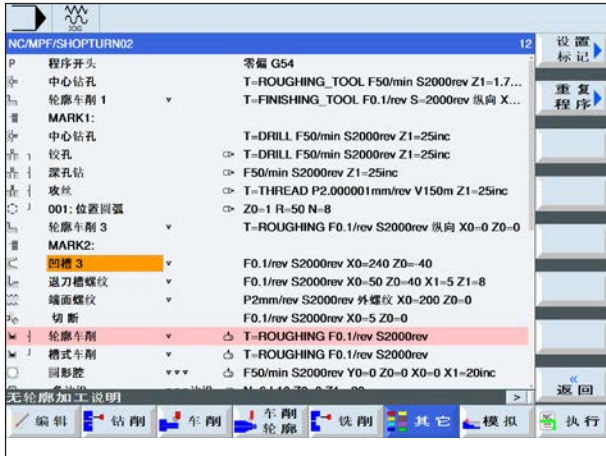 JOG
NC/MPF/SHOPTURN02 12
P 程序开头 零偏 G54
中心钻孔 T=ROUGHING_TOOL F50/min S2000rev Z1=1.7...
轮廓车削 1 v T=FINISHING_TOOL F0.1/rev S=2000rev 纵向 X...
MARK1:
中心钻孔 T=DRILL F50/min S2000rev Z1=25inc
铰孔 T=DRILL F50/min S2000rev Z1=25inc
深孔钻 F50/min S2000rev Z1=25inc
攻丝 T=THREAD P2.000001mm/rev V150m Z1=25inc
001: 位置圆弧 Z0=1 R=50 N=8
轮廓车削 3 v T=ROUGHING F0.1/rev S2000rev 纵向 X0=0 Z0=0
MARK2:
凹槽 3 v F0.1/rev S2000rev X0=240 Z0=-40
退刀槽螺纹 v F0.1/rev S2000rev X0=50 Z0=40 X1=5 Z1=8
端面螺纹 v P2mm/rev S2000rev 外螺纹 X0=200 Z0=0
切断 F0.1/rev S2000rev X0=5 Z0=0
轮廓车削 v T=ROUGHING F0.1/rev S2000rev
槽式车削 v T=ROUGHING F0.1/rev S2000rev
圆形腔 v v v F50/min S2000rev Y0=0 Z0=0 X0=0 X1=20inc
无轮廓加工说明 >
设置标记
重复程序
«
返回
编辑 钻削 车削 车削轮廓 铣削 其它 模拟 NC 执行